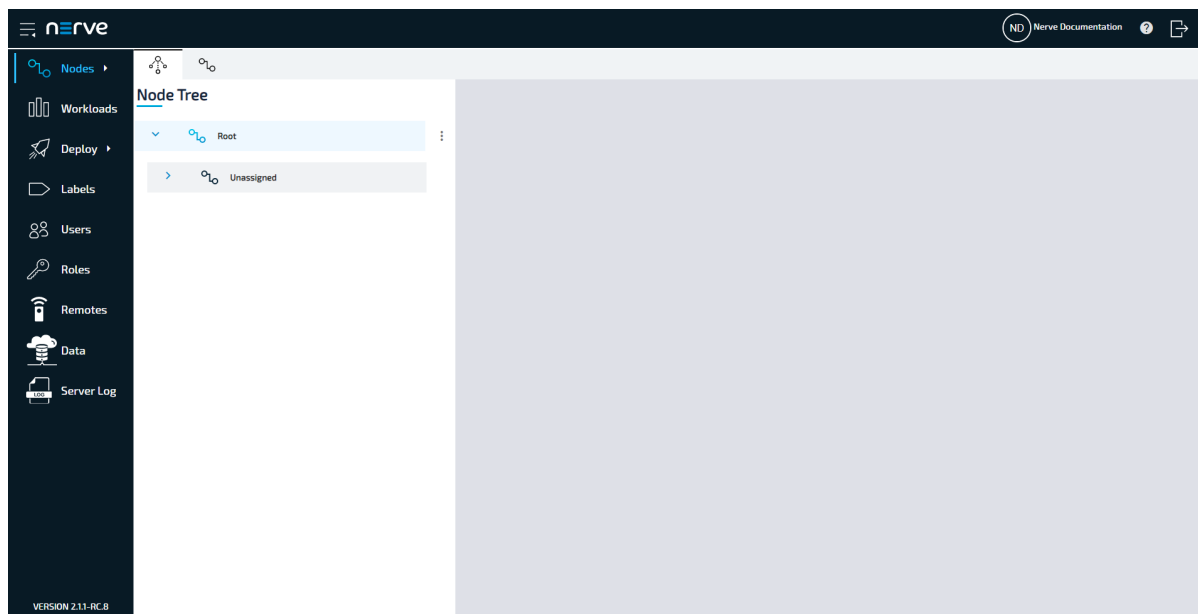 nerve
ND Nerve Documentation ?
Nodes
Workloads
Deploy
Labels
Users
Roles
Remotes
Data
LOG Server Log
VERSION 2.1.1-RC.8
Node Tree
Root
Unassigned